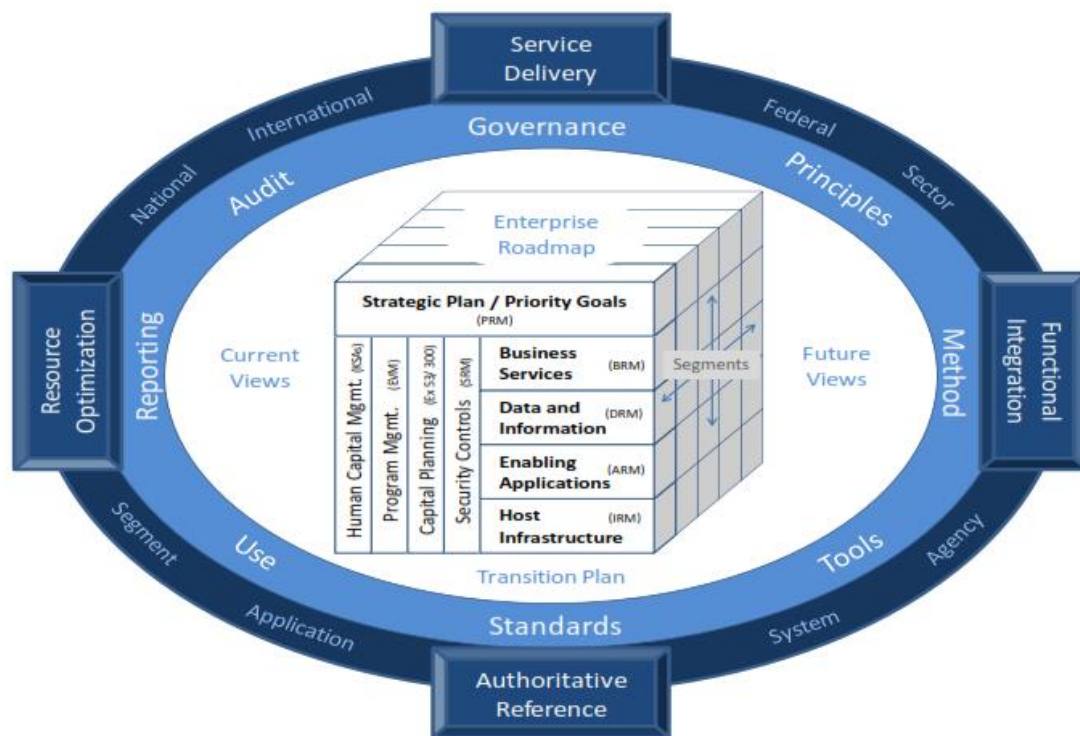 Service
Delivery
International
Federal
Governance
National
Audit
Principles
Sector
Enterprise
Roadmap
Strategic Plan / Priority Goals
(PRM)
Resource
Optimization
Reporting
Current
Views
Human Capital Mgmt. (KSAs)
Program Mgmt. (EVM)
Capital Planning (Ex 53/ 300)
Security Controls (SRM)
Business
Services (BRM)
Data and
Information (DRM)
Enabling
Applications (ARM)
Host (IRM)
Infrastructure
Segments
Future
Views
Method
Functional
Integration
Segment
Use
Transition Plan
Tools
Agency
Application
Standards
System
Authoritative
Reference